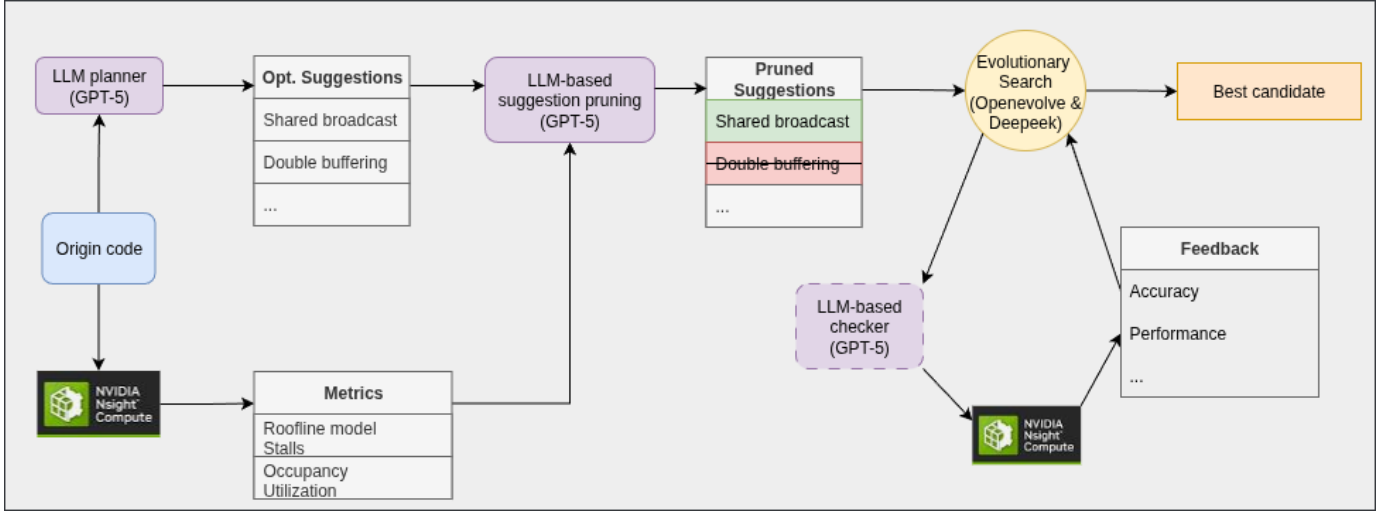 LLM planner
(GPT-5)
Opt. Suggestions
Shared broadcast
Double buffering
...
LLM-based
suggestion pruning
(GPT-5)
Pruned
Suggestions
Shared broadcast
Double buffering
...
Evolutionary
Search
(Openevolve &
Deepeek)
Best candidate
Origin code
NVIDIA
Nsight™
Compute
Metrics
Roofline model
Stalls
Occupancy
Utilization
LLM-based
checker
(GPT-5)
NVIDIA
Nsight™
Compute
Feedback
Accuracy
Performance
...